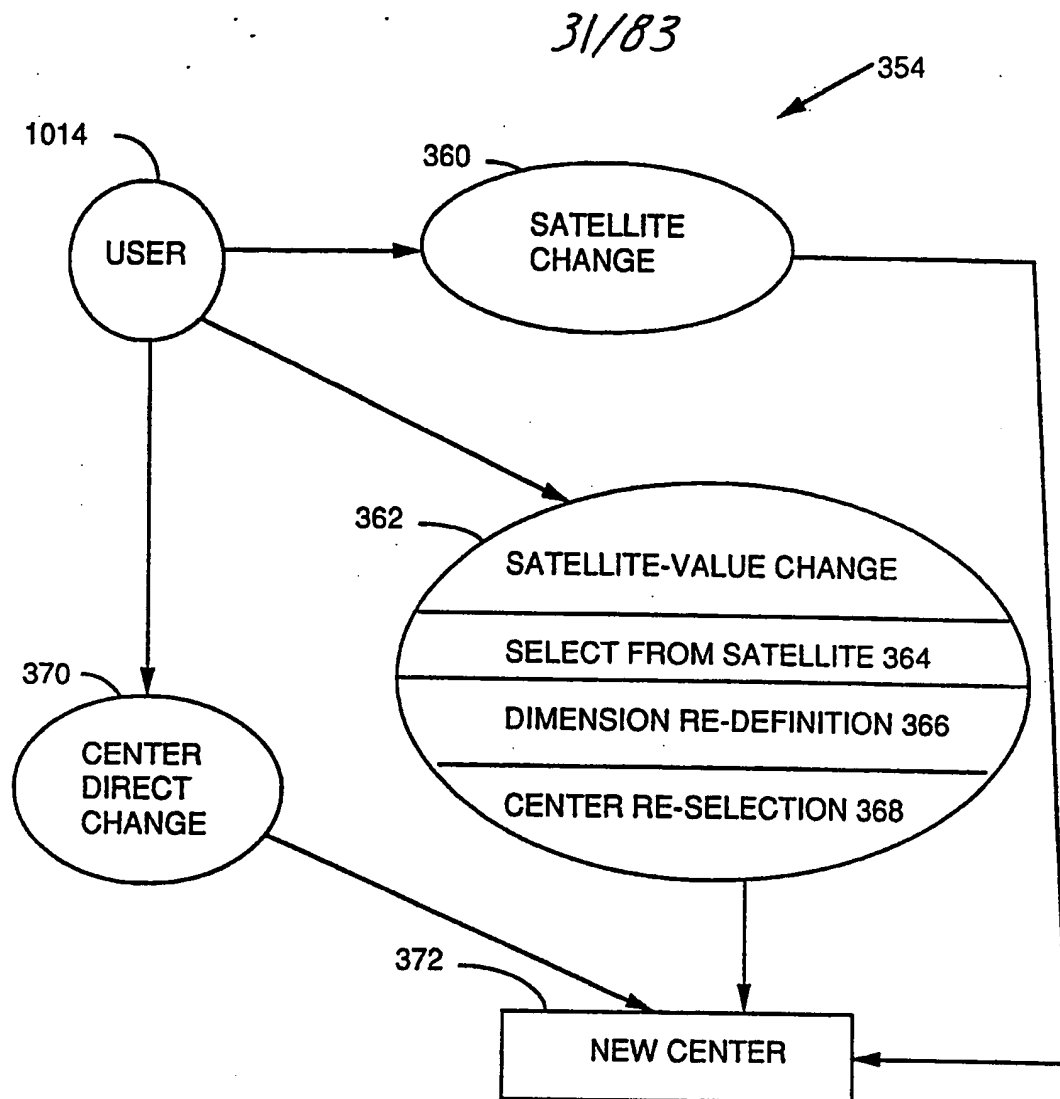 31/83
354
1014
360
USER
SATELLITE
CHANGE
362
SATELLITE-VALUE CHANGE
SELECT FROM SATELLITE 364
DIMENSION RE-DEFINITION 366
CENTER RE-SELECTION 368
370
CENTER
DIRECT
CHANGE
372
NEW CENTER